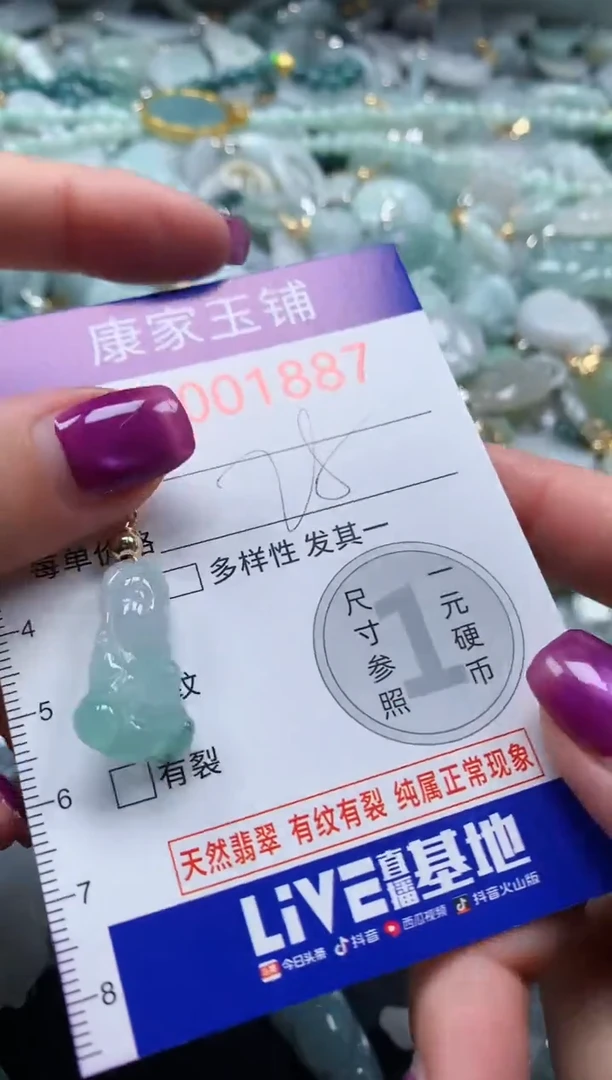 康家玉铺
001887
78
每单价格
多样性 发其一
纹
有裂
尺寸参照
一元硬币
1
4
5
6
7
8
天然翡翠 有纹有裂 纯属正常现象
LiVE直播基地
今日头条 抖音 西瓜视频 抖音火山版